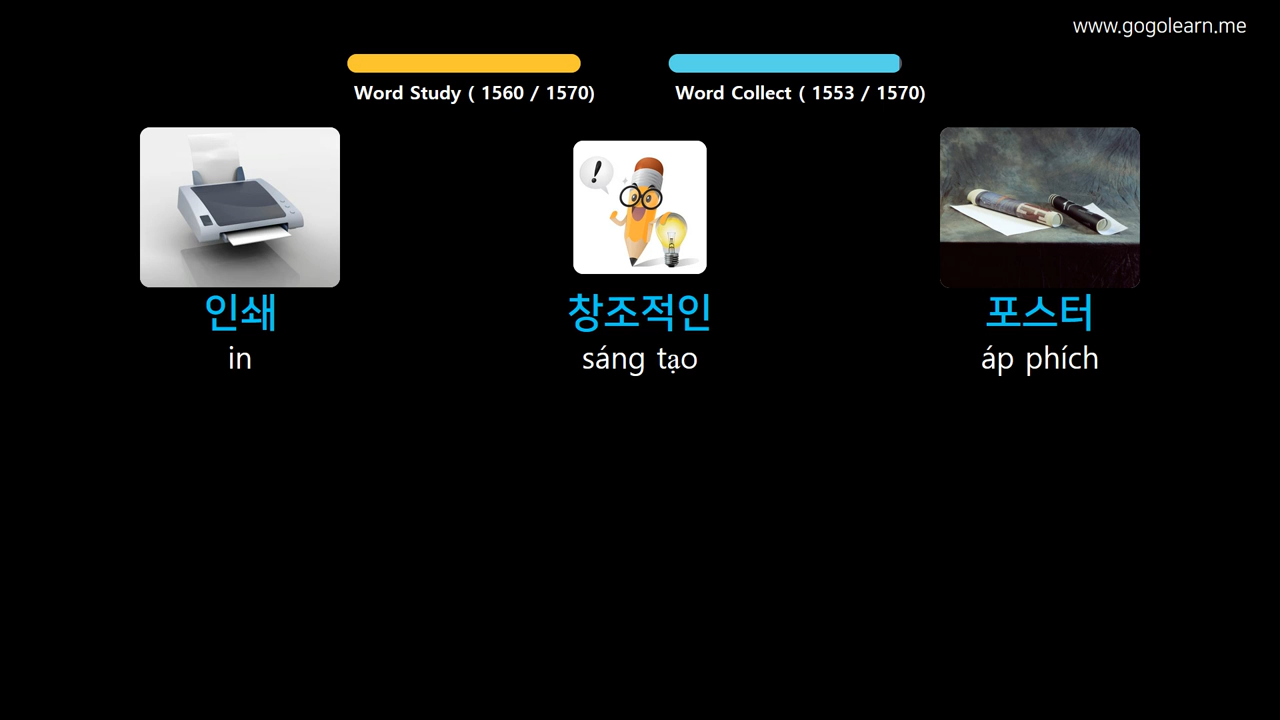 www.gogolearn.me
Word Study ( 1560 / 1570)
Word Collect ( 1553 / 1570)
인쇄
창조적인
포스터
in
sáng tạo
áp phích